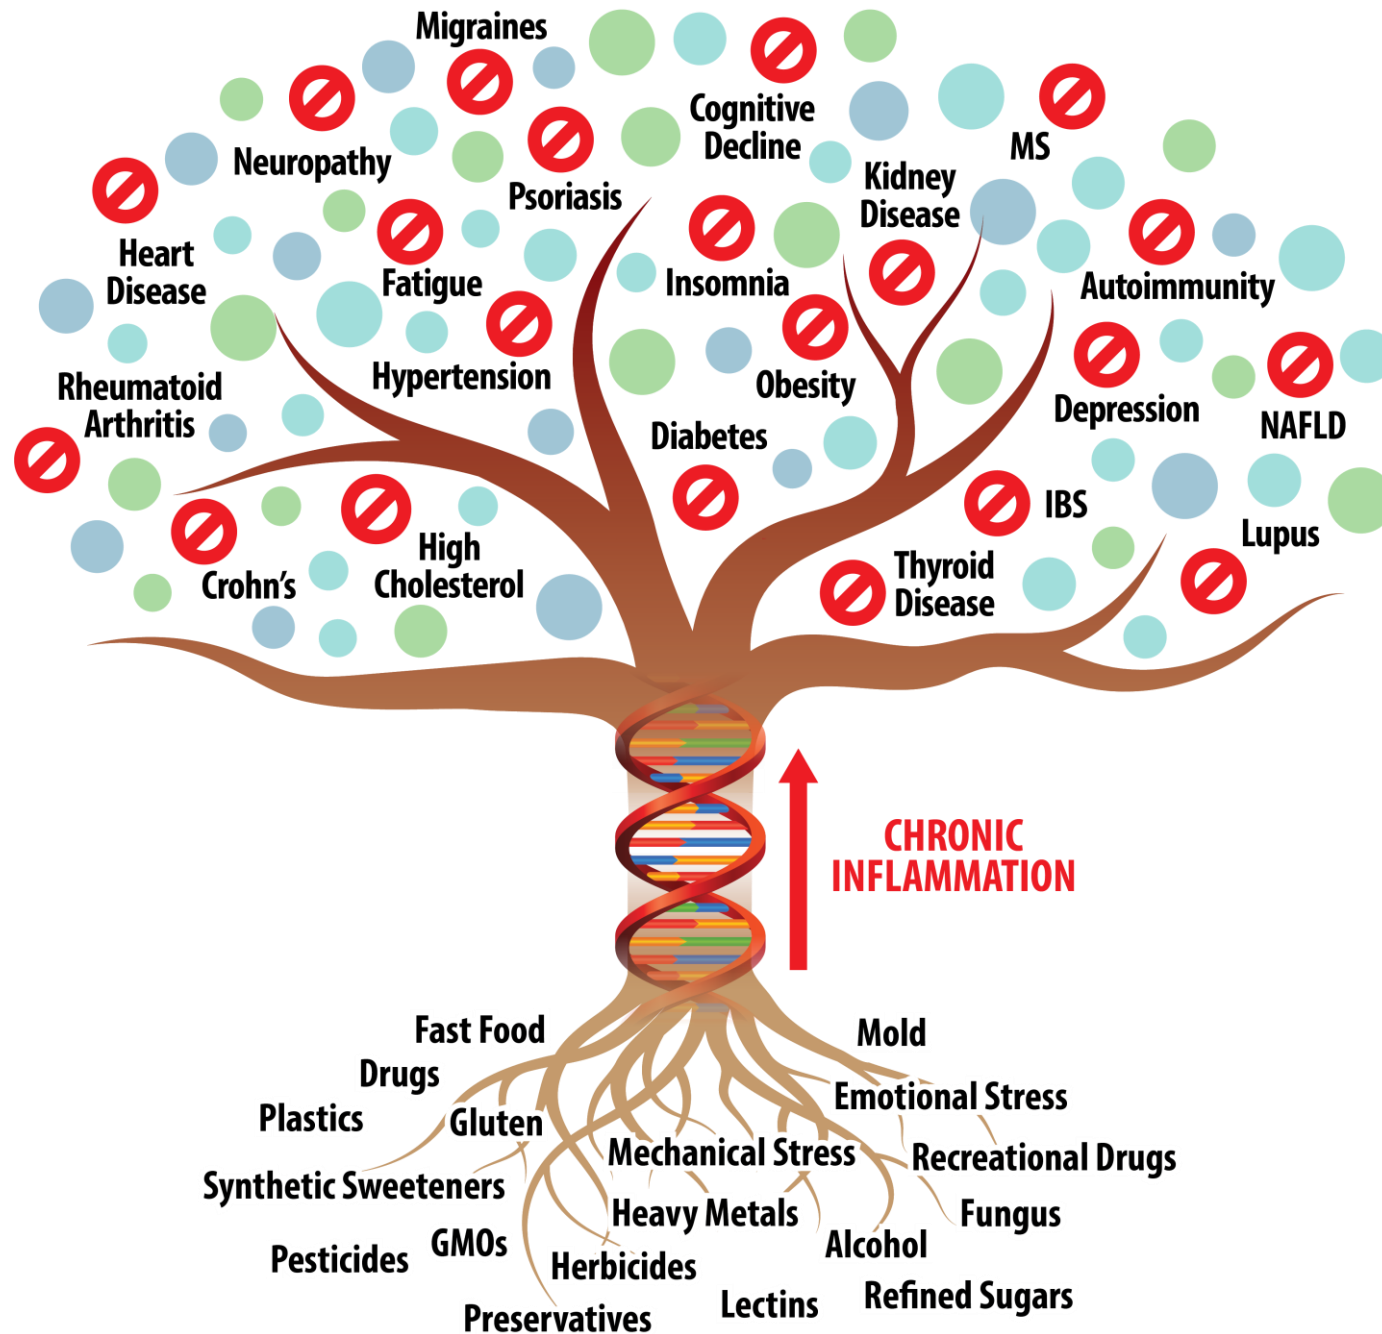 Migraines
Cognitive
Decline
MS
Neuropathy
Psoriasis
Kidney
Disease
Heart
Disease
Fatigue
Insomnia
Autoimmunity
Hypertension
Obesity
Rheumatoid
Arthritis
Diabetes
Depression
NAFLD
IBS
Lupus
Crohn's
High
Cholesterol
Thyroid
Disease
CHRONIC
INFLAMMATION
Fast Food
Mold
Drugs
Emotional Stress
Plastics
Gluten
Mechanical Stress
Recreational Drugs
Synthetic Sweeteners
Heavy Metals
Fungus
GMOs
Alcohol
Pesticides
Herbicides
Refined Sugars
Lectins
Preservatives